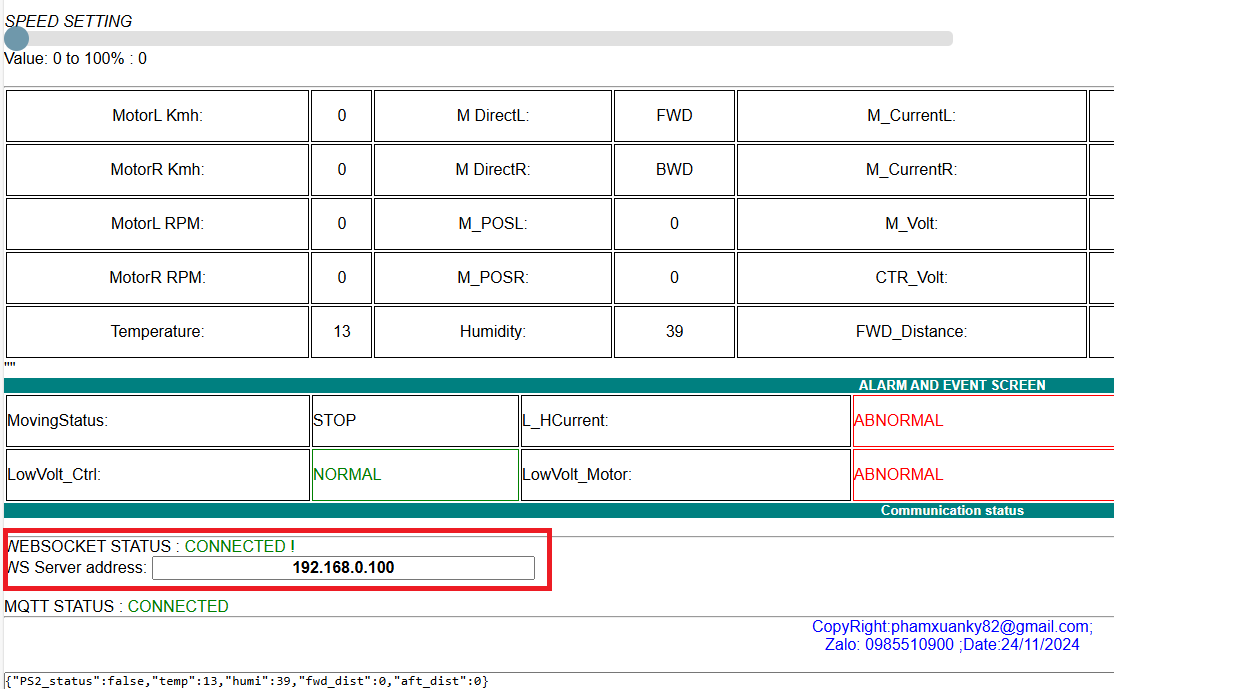 SPEED SETTING
Value: 0 to 100% : 0
MotorL Kmh: 0 M DirectL: FWD M_CurrentL:
MotorR Kmh: 0 M DirectR: BWD M_CurrentR:
MotorL RPM: 0 M_POSL: 0 M_Volt:
MotorR RPM: 0 M_POSR: 0 CTR_Volt:
Temperature: 13 Humidity: 39 FWD_Distance:
""
ALARM AND EVENT SCREEN
MovingStatus: STOP L_HCurrent: ABNORMAL
LowVolt_Ctrl: NORMAL LowVolt_Motor: ABNORMAL
Communication status
WEBSOCKET STATUS : CONNECTED !
WS Server address: 192.168.0.100
MQTT STATUS : CONNECTED
CopyRight:phamxuanky82@gmail.com;
Zalo: 0985510900 ;Date:24/11/2024
{"PS2_status":false,"temp":13,"humi":39,"fwd_dist":0,"aft_dist":0}